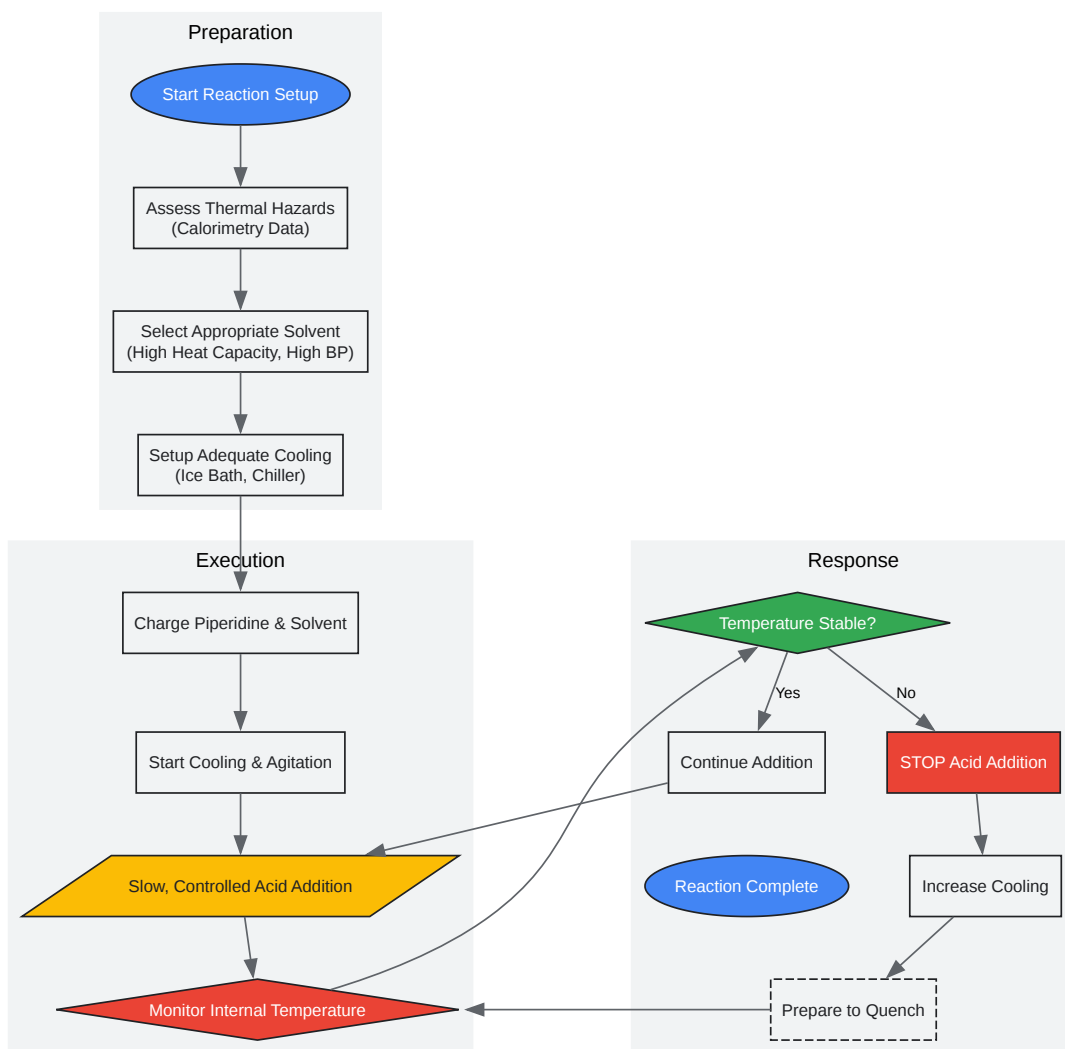 Preparation
Start Reaction Setup
Assess Thermal Hazards
(Calorimetry Data)
Select Appropriate Solvent
(High Heat Capacity, High BP)
Setup Adequate Cooling
(Ice Bath, Chiller)
Execution
Charge Piperidine & Solvent
Start Cooling & Agitation
Slow, Controlled Acid Addition
Monitor Internal Temperature
Response
Temperature Stable?
Yes
No
Continue Addition
STOP Acid Addition
Reaction Complete
Increase Cooling
Prepare to Quench